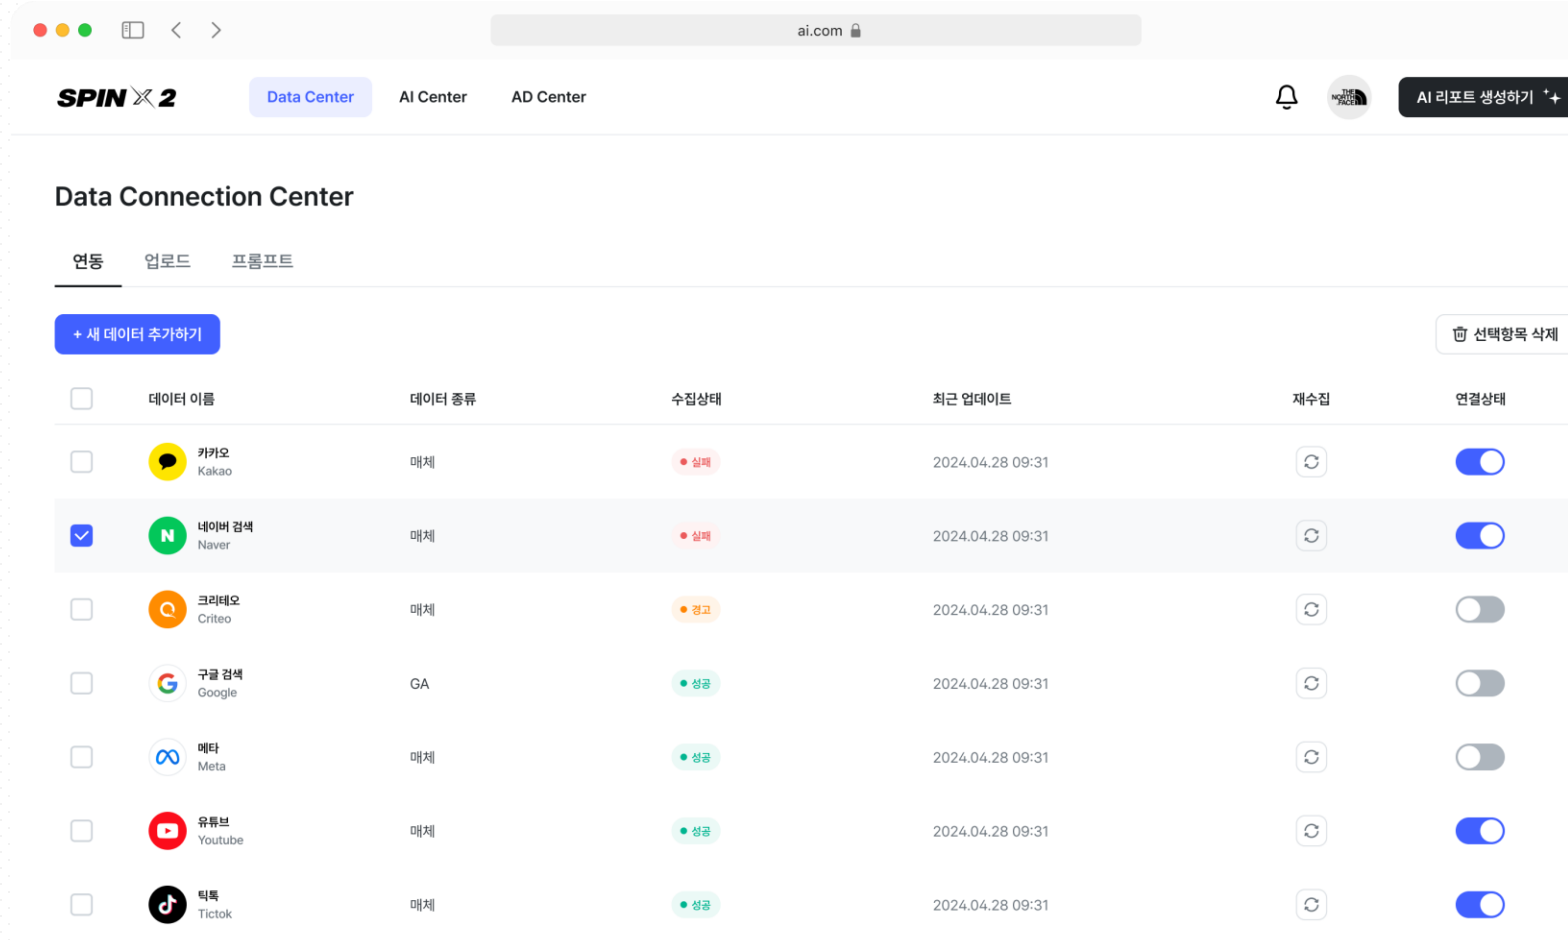 ai.com
SPIN X 2
Data Center
AI Center
AD Center
THE NORTH FACE
AI 리포트 생성하기
Data Connection Center
연동
업로드
프롬프트
+ 새 데이터 추가하기
선택항목 삭제
데이터 이름
데이터 종류
수집상태
최근 업데이트
재수집
연결상태
카카오
Kakao
매체
실패
2024.04.28 09:31
네이버 검색
Naver
매체
실패
2024.04.28 09:31
크리테오
Criteo
매체
경고
2024.04.28 09:31
구글 검색
Google
GA
성공
2024.04.28 09:31
메타
Meta
매체
성공
2024.04.28 09:31
유튜브
Youtube
매체
성공
2024.04.28 09:31
틱톡
Tictok
매체
성공
2024.04.28 09:31